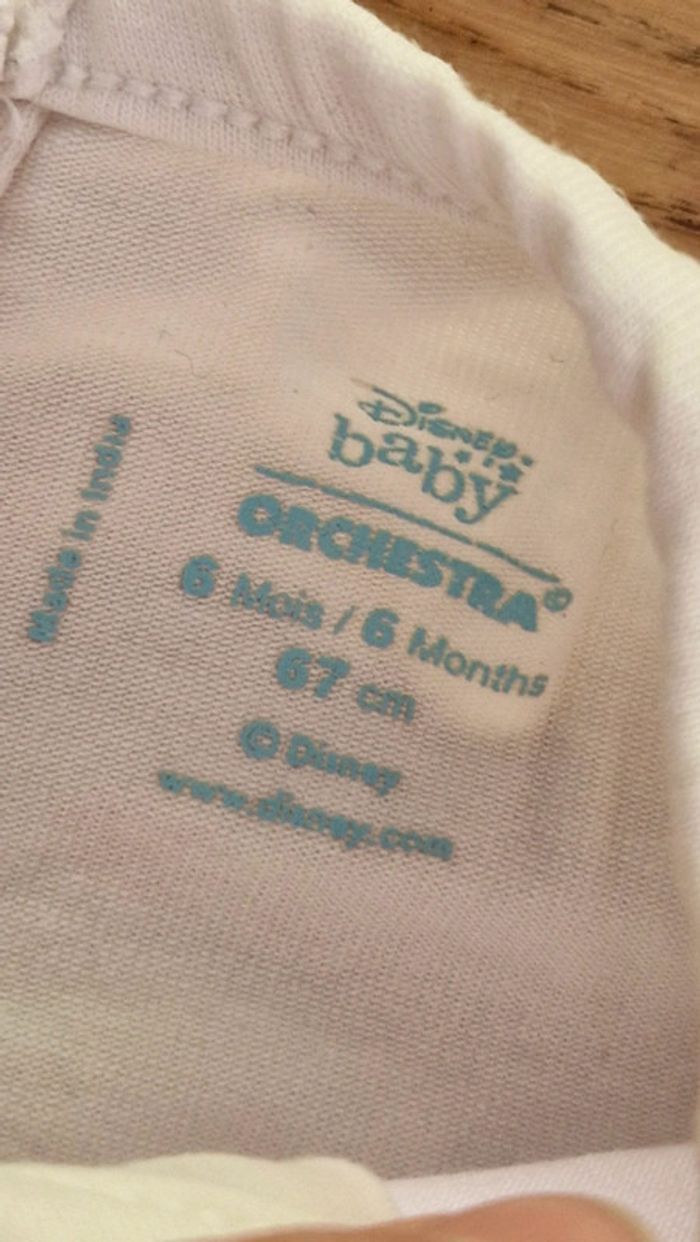 Disney
baby
ORCHESTRA©
6 Mois / 6 Months
67 cm
© Disney
www.disney.com
Made in India